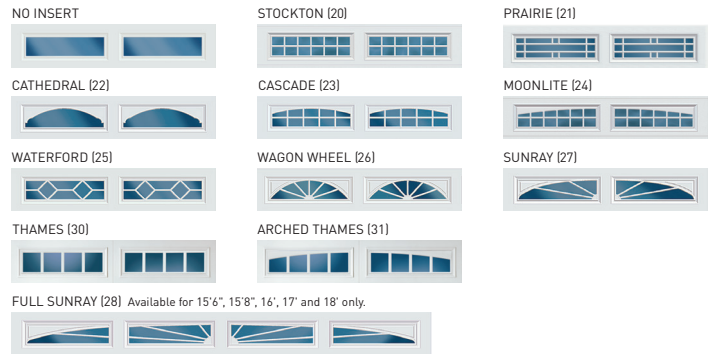 NO INSERT
STOCKTON (20)
PRAIRIE (21)
CATHEDRAL (22)
CASCADE (23)
MOONLITE (24)
WATERFORD (25)
WAGON WHEEL (26)
SUNRAY (27)
THAMES (30)
ARCHED THAMES (31)
FULL SUNRAY (28) Available for 15'6", 15'8", 16', 17' and 18' only.